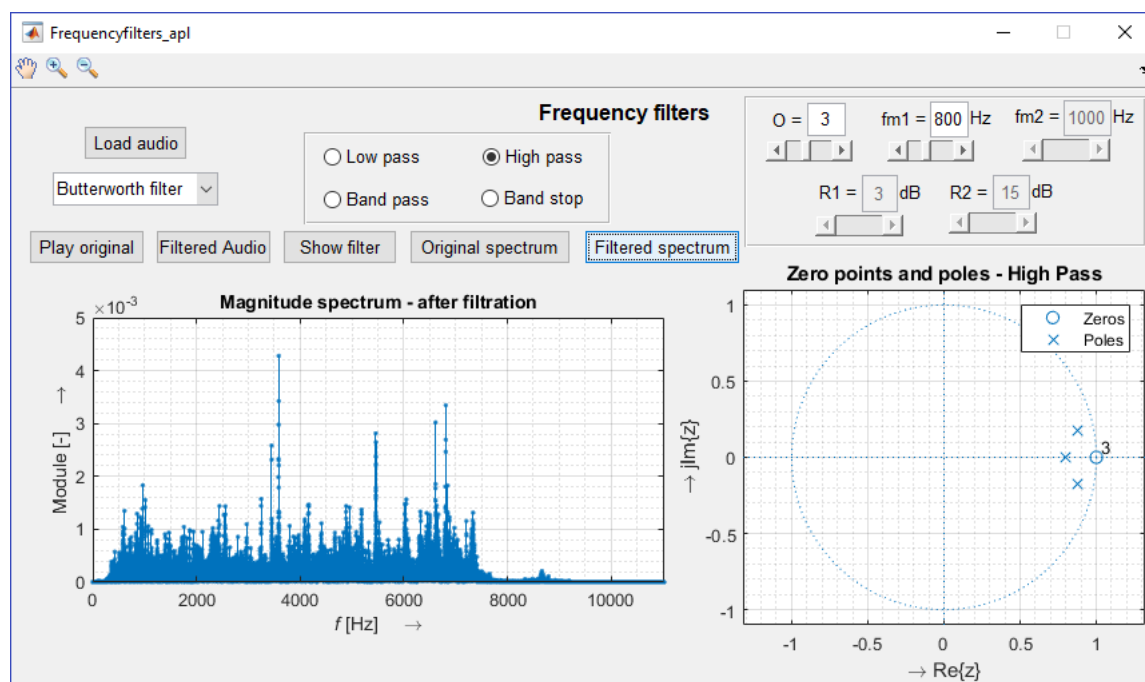 Frequencyfilters_apl
Frequency filters
Load audio
Butterworth filter
Low pass
High pass
Band pass
Band stop
O = 3
fm1 = 800 Hz
fm2 = 1000 Hz
R1 = 3 dB
R2 = 15 dB
Play original
Filtered Audio
Show filter
Original spectrum
Filtered spectrum
Magnitude spectrum - after filtration
×10⁻³
5
4
3
2
1
0
Module [-] →
0 2000 4000 6000 8000 10000
f [Hz] →
Zero points and poles - High Pass
Zeros
Poles
3
1
0.5
0
-0.5
-1
→ jIm{z}
-1 -0.5 0 0.5 1
→ Re{z}